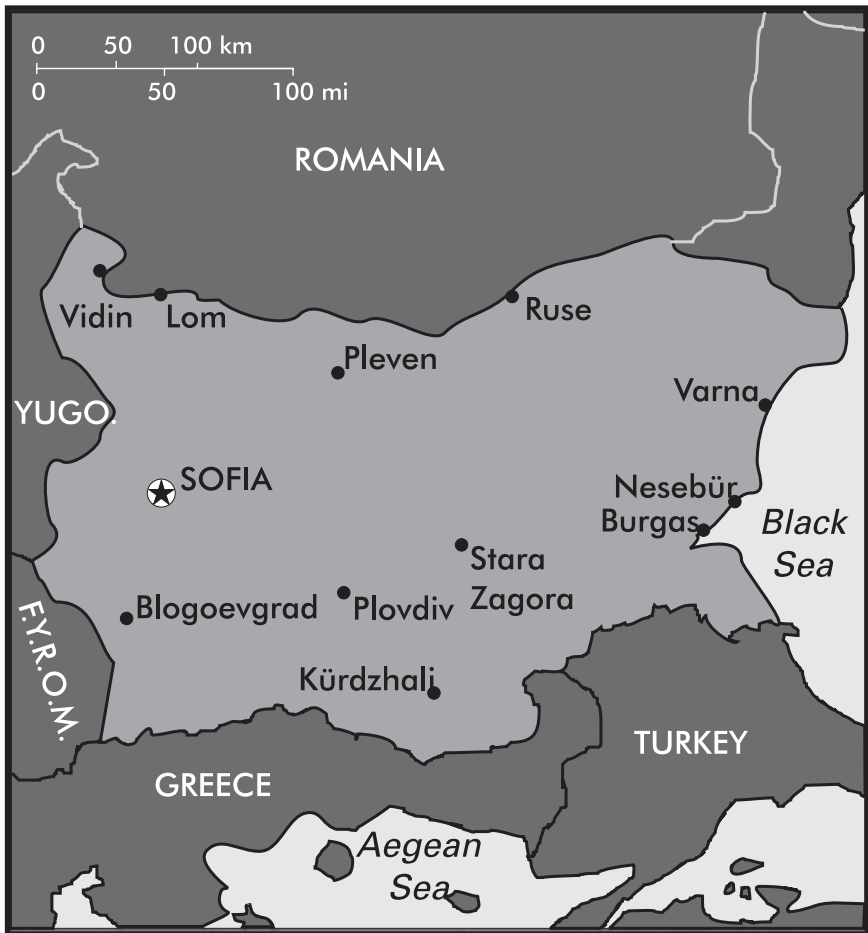 0 50 100 km
0 50 100 mi
ROMANIA
Vidin
Lom
Ruse
Pleven
Varna
YUGO.
SOFIA
Nesebür
Burgas
Black
Sea
Stara
Zagora
Blogoevgrad
Plovdiv
F.Y.R.O.M.
Kürdzhali
TURKEY
GREECE
Aegean
Sea